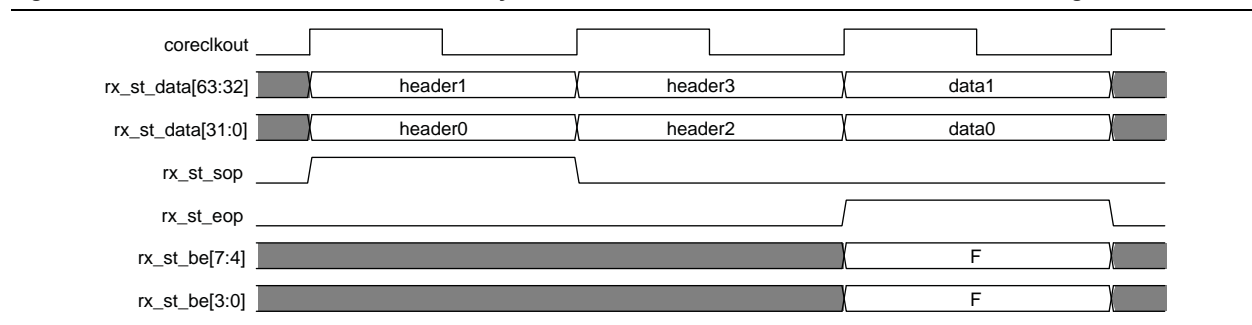 coreclkout
rx_st_data[63:32] header1 header3 data1
rx_st_data[31:0] header0 header2 data0
rx_st_sop
rx_st_eop
rx_st_be[7:4] F
rx_st_be[3:0] F